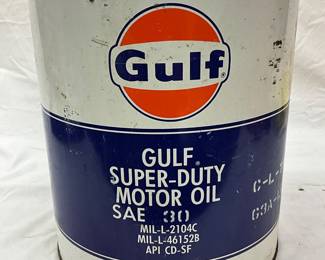 Gulf
GULF
SUPER-DUTY
MOTOR OIL
SAE 30
MIL-L-2104C
MIL-L-46152B
API CD-SF